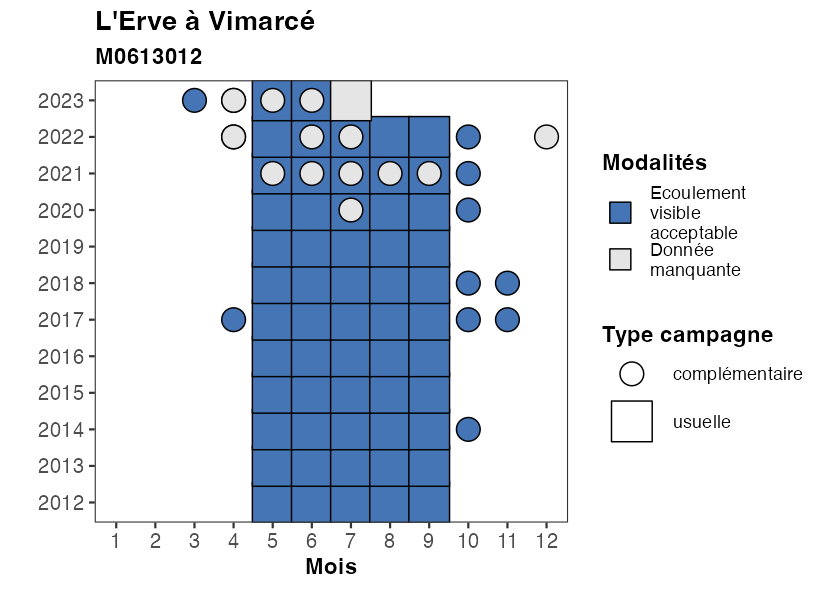 L'Erve à Vimarcé
M0613012
2023
2022
2021
2020
2019
2018
2017
2016
2015
2014
2013
2012
1 2 3 4 5 6 7 8 9 10 11 12
Mois
Modalités
Ecoulement
visible
acceptable
Donnée
manquante
Type campagne
complémentaire
usuelle